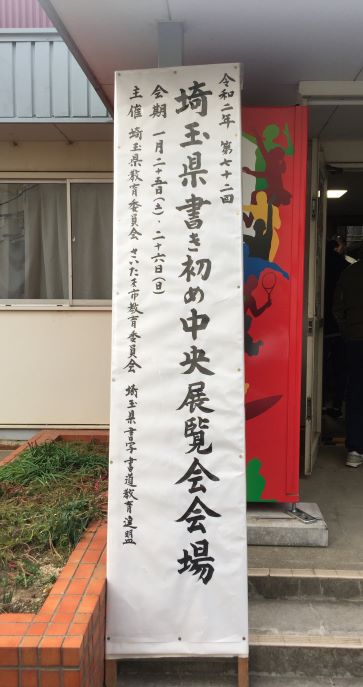 令和二年　第七十二回
埼玉県書き初め中央展覧会会場
会期　一月二十五日(土)・二十六日(日)
主催　埼玉県教育委員会　さいたま市教育委員会　埼玉県書写書道教育連盟